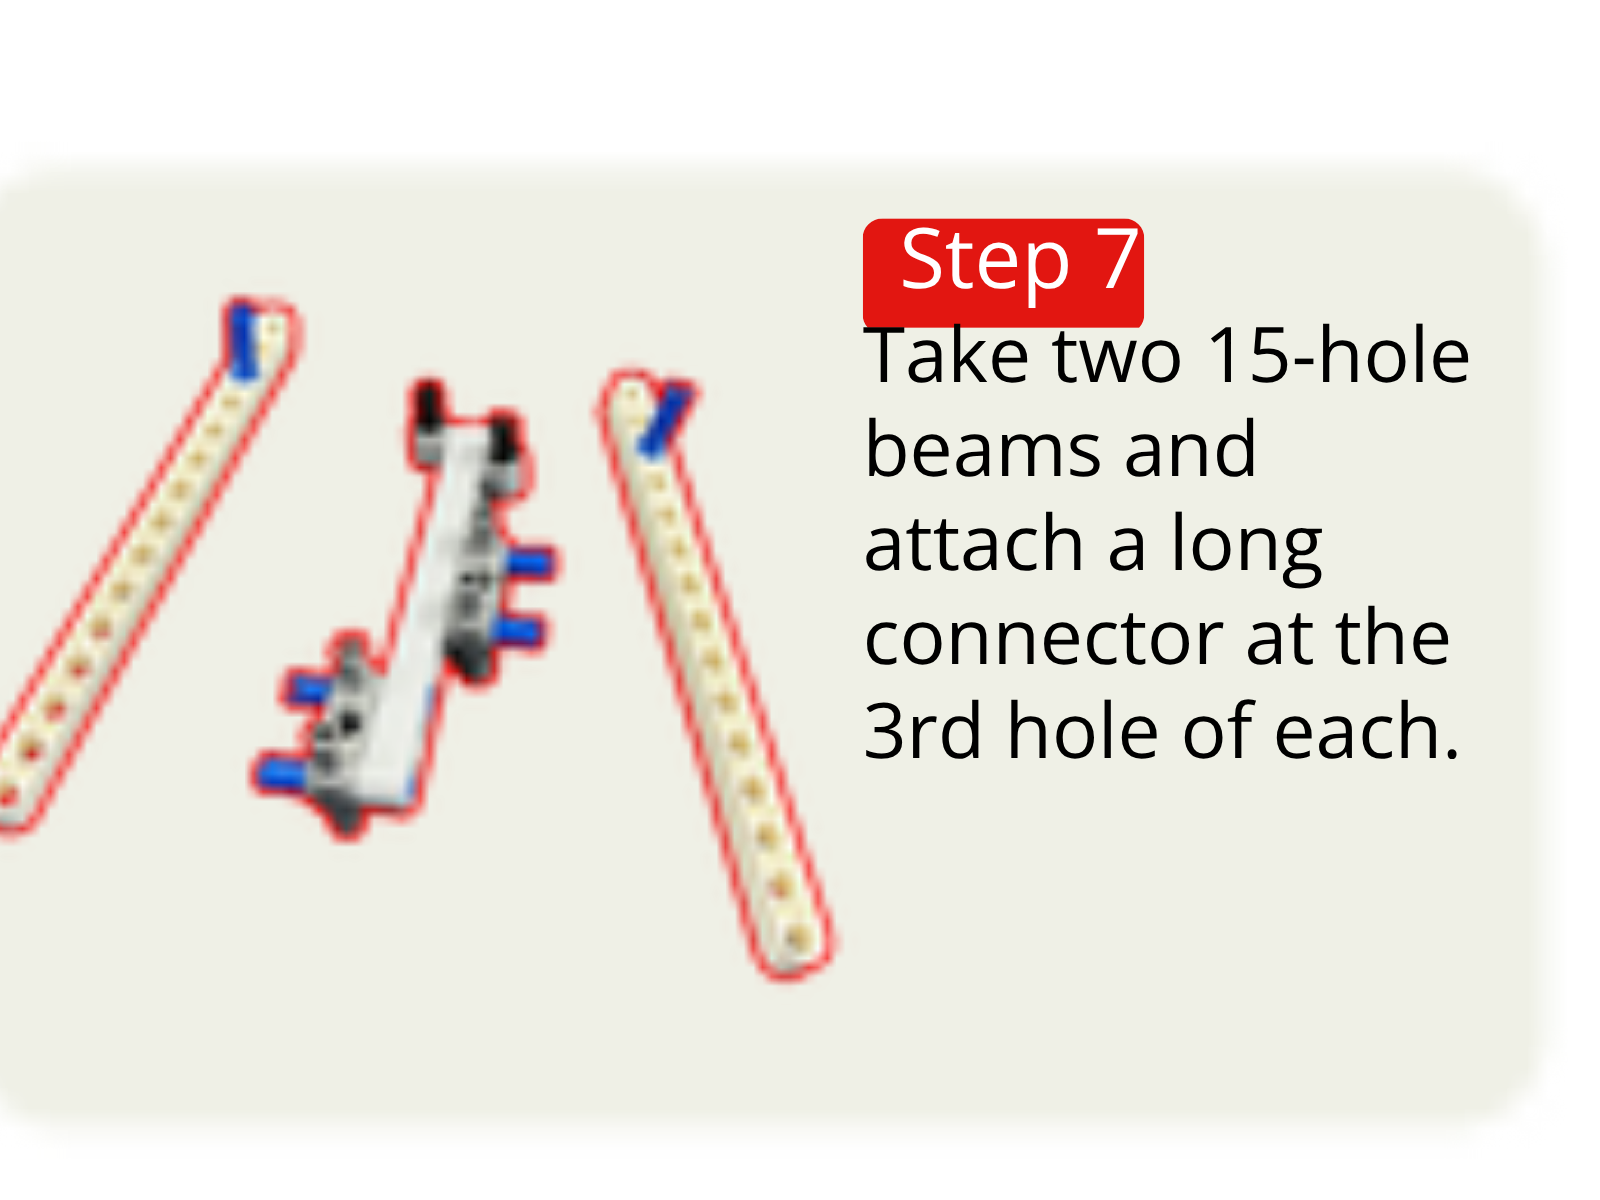 Step 7
Take two 15-hole
beams and
attach a long
connector at the
3rd hole of each.